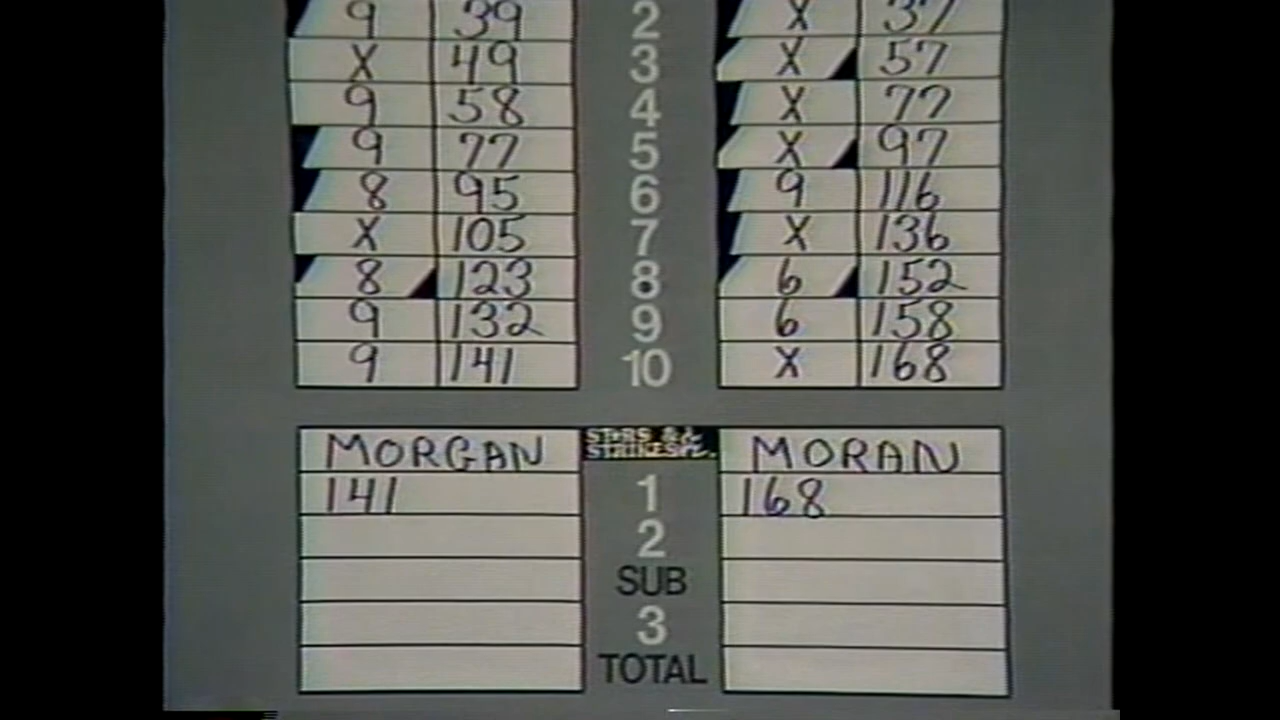 9 39 2 X 37
X 49 3 X 57
9 58 4 X 77
9 77 5 X 97
8 95 6 9 116
X 105 7 X 136
8 123 8 6 152
9 132 9 6 158
9 141 10 X 168
MORGAN STARS & STRIKES MORAN
141 1 168
2
SUB
3
TOTAL